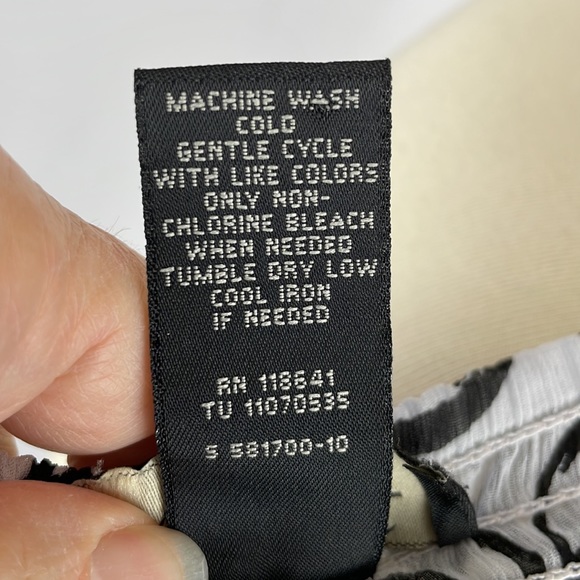 MACHINE WASH
COLD
GENTLE CYCLE
WITH LIKE COLORS
ONLY NON-
CHLORINE BLEACH
WHEN NEEDED
TUMBLE DRY LOW
COOL IRON
IF NEEDED
RN 118641
TU 11070535
S 581700-10